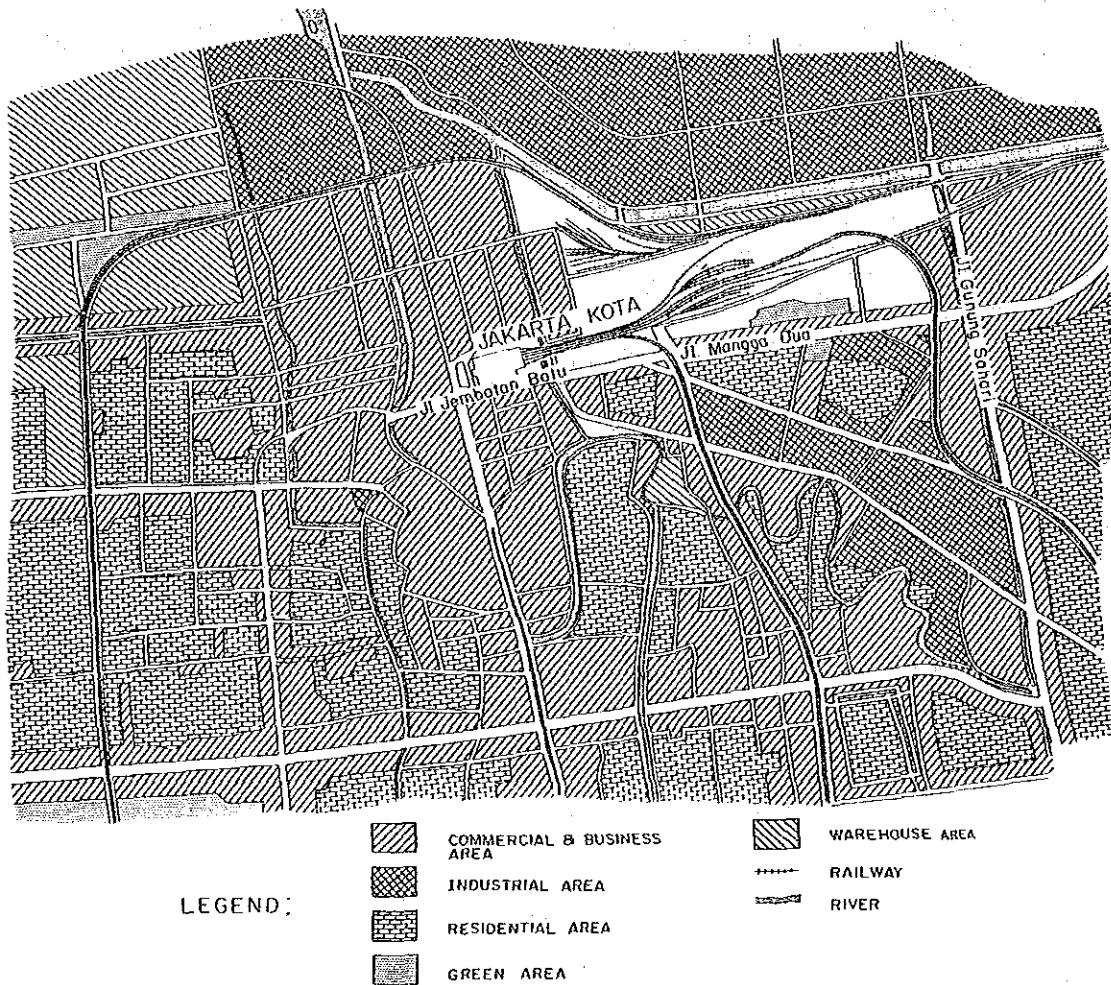 JAKARTA KOTA
Jl. Jembatan Batu
Jl. Mangga Dua
Jl. Gunung Sahari
LEGEND:
COMMERCIAL & BUSINESS AREA
INDUSTRIAL AREA
RESIDENTIAL AREA
GREEN AREA
WAREHOUSE AREA
RAILWAY
RIVER